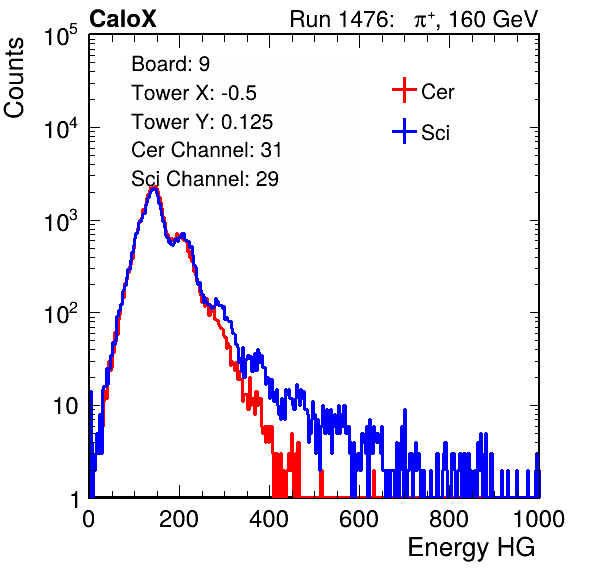 CaloX Run 1476: π⁺, 160 GeV
Counts
Board: 9
Tower X: -0.5
Tower Y: 0.125
Cer Channel: 31
Sci Channel: 29
Cer
Sci
10⁵
10⁴
10³
10²
10
1
0 200 400 600 800 1000
Energy HG